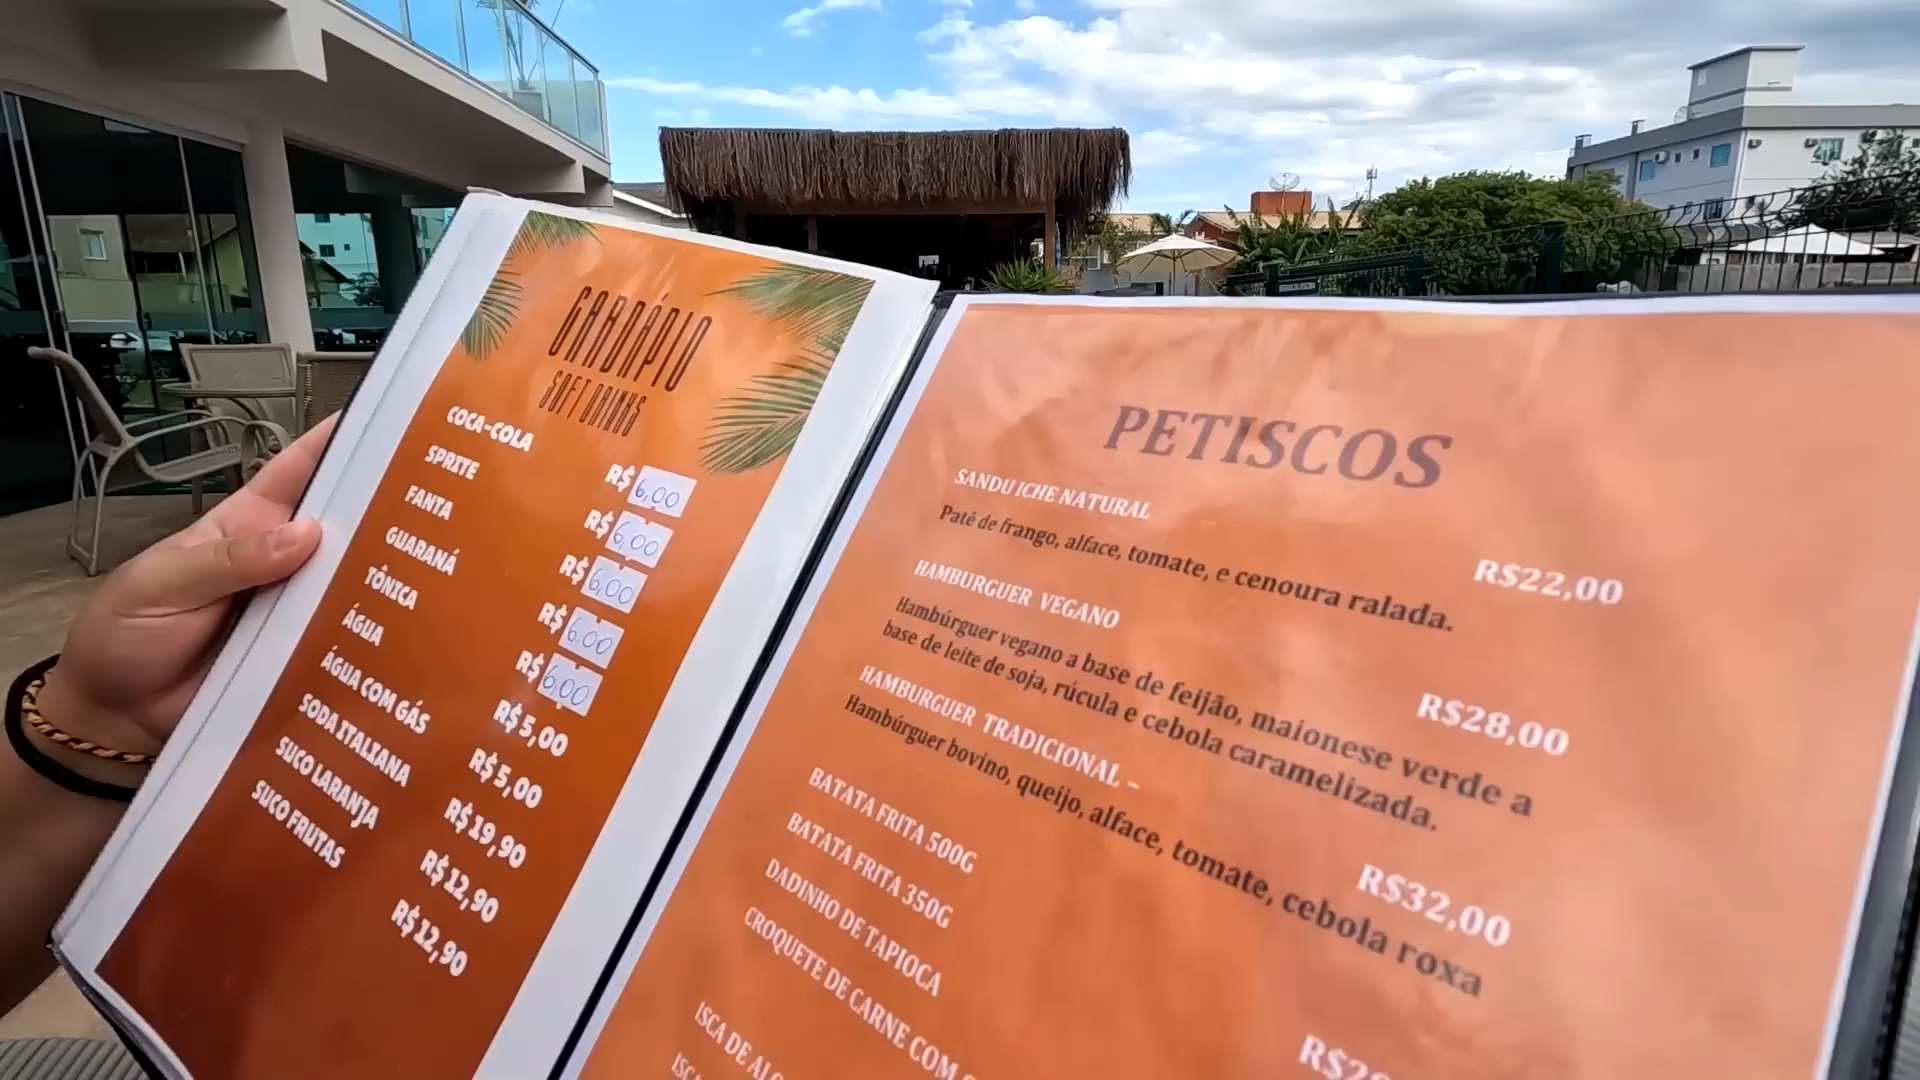 CARDÁPIO
SOFT DRINKS
COCA-COLA R$ 6,00
SPRITE R$ 6,00
FANTA R$ 6,00
GUARANÁ R$ 6,00
TÔNICA R$ 6,00
ÁGUA R$ 5,00
ÁGUA COM GÁS R$ 5,00
SODA ITALIANA R$ 19,90
SUCO LARANJA R$ 12,90
SUCO FRUTAS R$ 12,90
PETISCOS
SANDU ICHE NATURAL
Patê de frango, alface, tomate, e cenoura ralada. R$22,00
HAMBURGUER VEGANO
Hambúrguer vegano a base de feijão, maionese verde a
base de leite de soja, rúcula e cebola caramelizada. R$28,00
HAMBURGUER TRADICIONAL –
Hambúrguer bovino, queijo, alface, tomate, cebola roxa R$32,00
BATATA FRITA 500G
BATATA FRITA 350G
DADINHO DE TAPIOCA
CROQUETE DE CARNE COM
ISCA DE